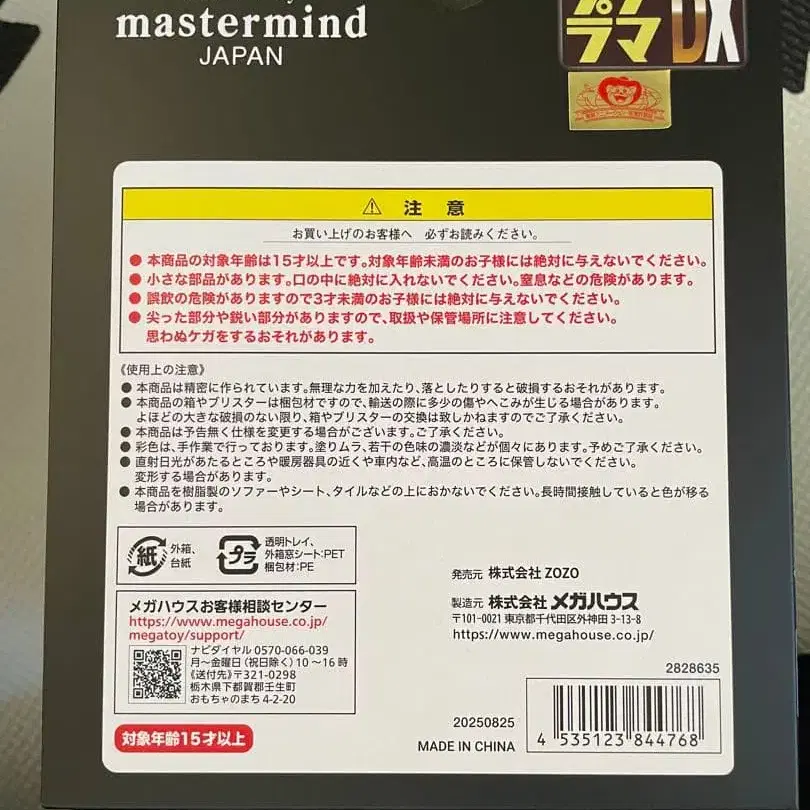 mastermind
JAPAN
ラマDX
⚠ 注 意
お買い上げのお客様へ 必ずお読みください。
● 本商品の対象年齢は15才以上です。対象年齢未満のお子様には絶対に与えないでください。
● 小さな部品があります。口の中に絶対に入れないでください。窒息などの危険があります。
● 誤飲の危険がありますので3才未満のお子様には絶対に与えないでください。
● 尖った部分や鋭い部分がありますので、取扱や保管場所に注意してください。
思わぬケガをするおそれがあります。
《使用上の注意》
● 本商品は精密に作られています。無理な力を加えたり、落としたりすると破損するおそれがあります。
● 本商品の箱やブリスターは梱包材ですので、輸送の際に多少の傷やへこみが生じる場合があります。
よほどの大きな破損のない限り、箱やブリスターの交換は致しかねますのでご了承ください。
● 本商品は予告無く仕様を変更する場合がございます。ご了承ください。
● 彩色は、手作業で行っております。塗りムラ、若干の色味の濃淡などが個々にあります。予めご了承ください。
● 直射日光があたるところや暖房器具の近くや車内など、高温のところに保管しないでください。
変形する場合があります。
● 本商品を樹脂製のソファーやシート、タイルなどの上におかないでください。長時間接触していると色が移る
場合があります。
紙 外箱、
台紙
プラ 透明トレイ、
外箱窓シート:PET
梱包材:PE
メガハウスお客様相談センター
https://www.megahouse.co.jp/
megatoy/support/
ナビダイヤル 0570-066-039
月~金曜日(祝日除く)10~16時
《送付先》〒321-0298
栃木県下都賀郡壬生町
おもちゃのまち4-2-20
対象年齢15才以上
発売元 株式会社 ZOZO
製造元 株式会社 メガハウス
〒101-0021 東京都千代田区外神田 3-13-8
https://www.megahouse.co.jp/
2828635
20250825
MADE IN CHINA
4 535123 844768